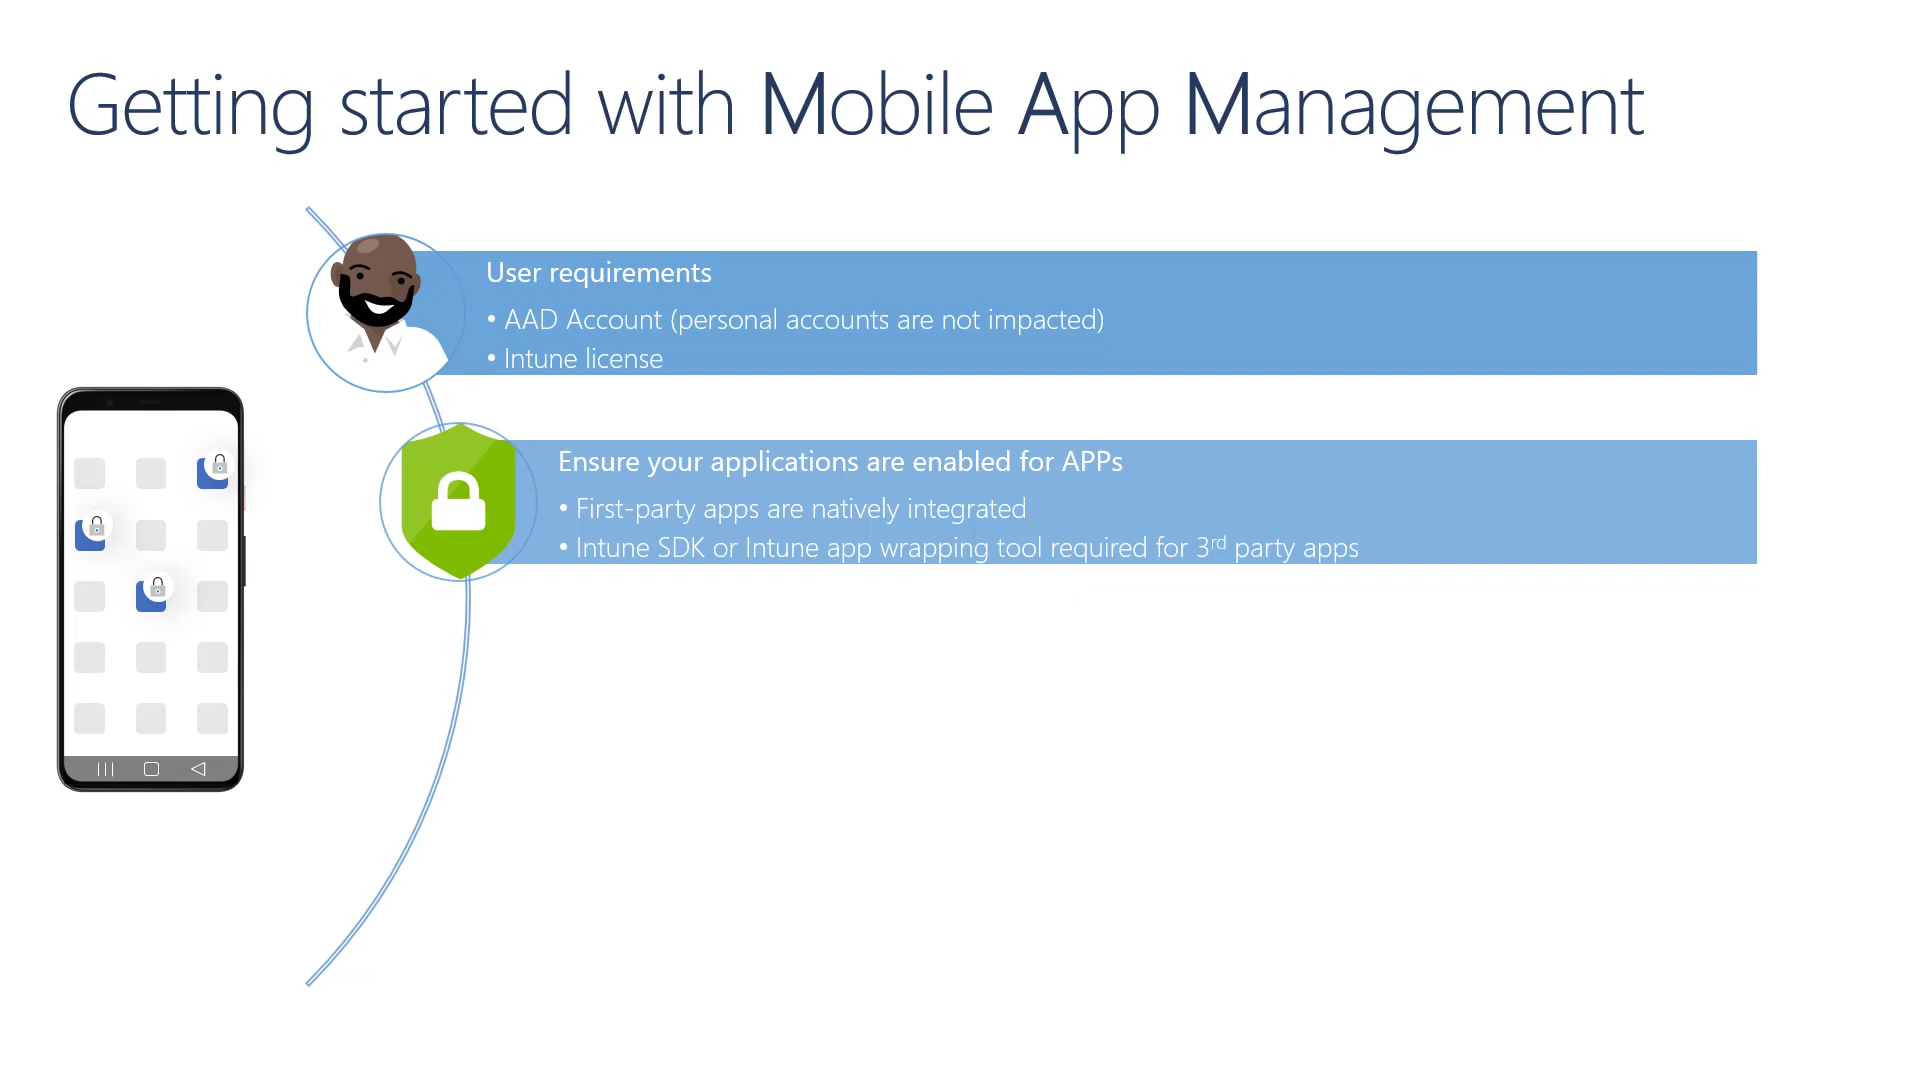 Getting started with Mobile App Management
User requirements
• AAD Account (personal accounts are not impacted)
• Intune license
Ensure your applications are enabled for APPs
• First-party apps are natively integrated
• Intune SDK or Intune app wrapping tool required for 3rd party apps